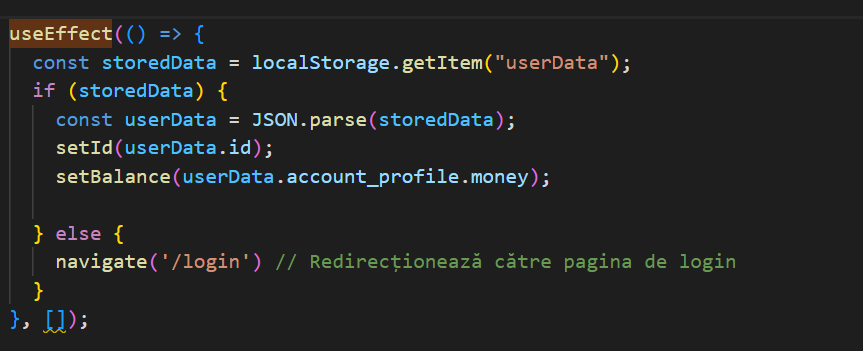 useEffect(() => {
const storedData = localStorage.getItem("userData");
if (storedData) {
const userData = JSON.parse(storedData);
setId(userData.id);
setBalance(userData.account_profile.money);
} else {
navigate('/login') // Redirecționează către pagina de login
}
}, []);